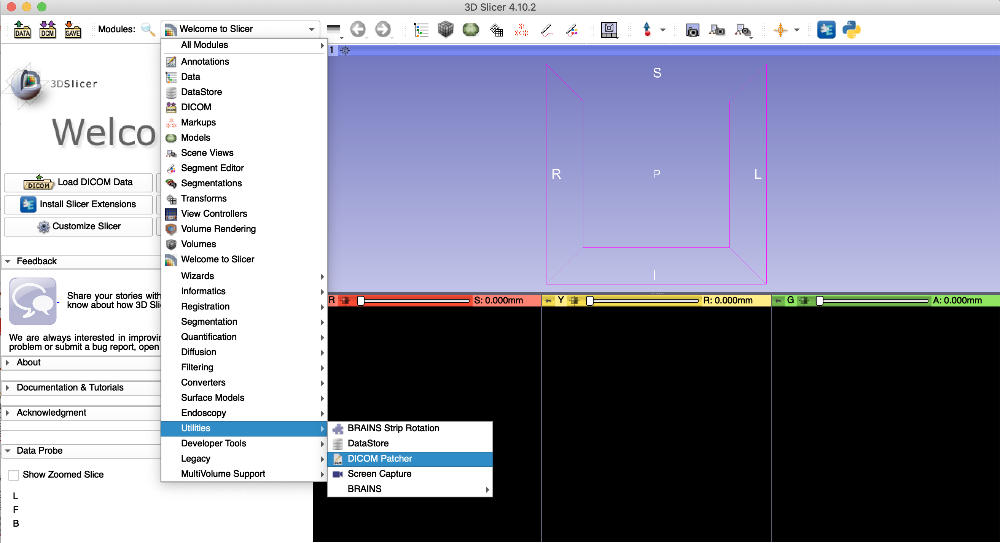 3D Slicer 4.10.2
DATA DCM SAVE Modules: Welcome to Slicer
All Modules
Annotations
Data
DataStore
DICOM
Markups
Models
Scene Views
Segment Editor
Segmentations
Transforms
View Controllers
Volume Rendering
Volumes
Welcome to Slicer
Wizards
Informatics
Registration
Segmentation
Quantification
Diffusion
Filtering
Converters
Surface Models
Endoscopy
Utilities
Developer Tools
Legacy
MultiVolume Support
BRAINS Strip Rotation
DataStore
DICOM Patcher
Screen Capture
BRAINS
3DSlicer
Welco
DICOM Load DICOM Data
Install Slicer Extensions
Customize Slicer
Feedback
Share your stories with
know about how 3D Sli
We are always interested in improvin
problem or submit a bug report, open
About
Documentation & Tutorials
Acknowledgment
Data Probe
Show Zoomed Slice
L
F
B
1
S
R P L
I
R S: 0.000mm Y R: 0.000mm G A: 0.000mm